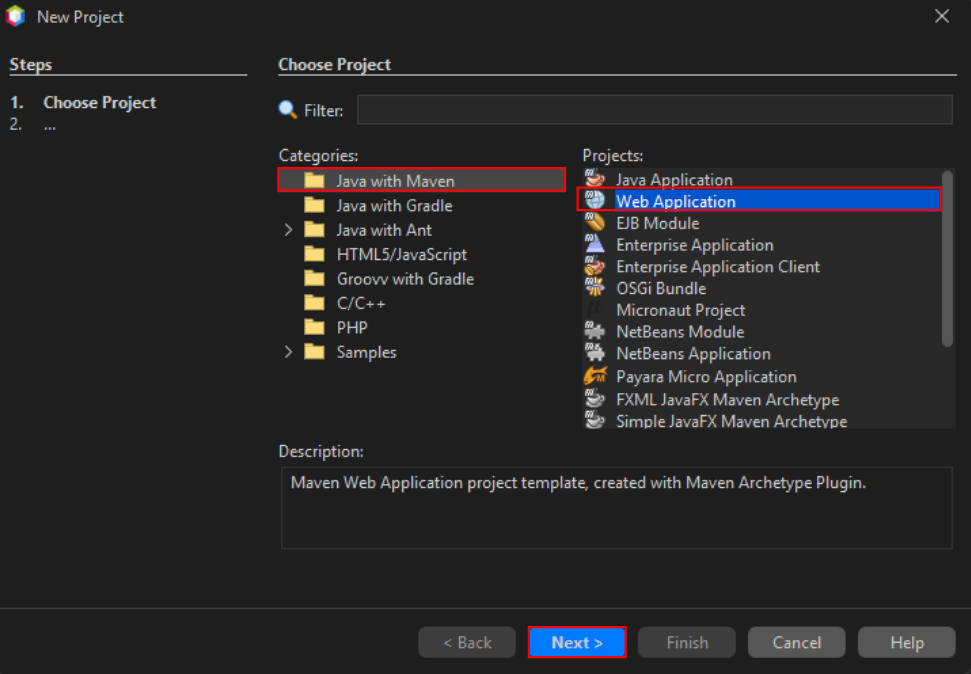 New Project
Steps
1. Choose Project
2. ...
Choose Project
Filter:
Categories:
Java with Maven
Java with Gradle
Java with Ant
HTML5/JavaScript
Groovv with Gradle
C/C++
PHP
Samples
Projects:
Java Application
Web Application
EJB Module
Enterprise Application
Enterprise Application Client
OSGi Bundle
Micronaut Project
NetBeans Module
NetBeans Application
Payara Micro Application
FXML JavaFX Maven Archetype
Simple JavaFX Maven Archetype
Description:
Maven Web Application project template, created with Maven Archetype Plugin.
< Back
Next >
Finish
Cancel
Help